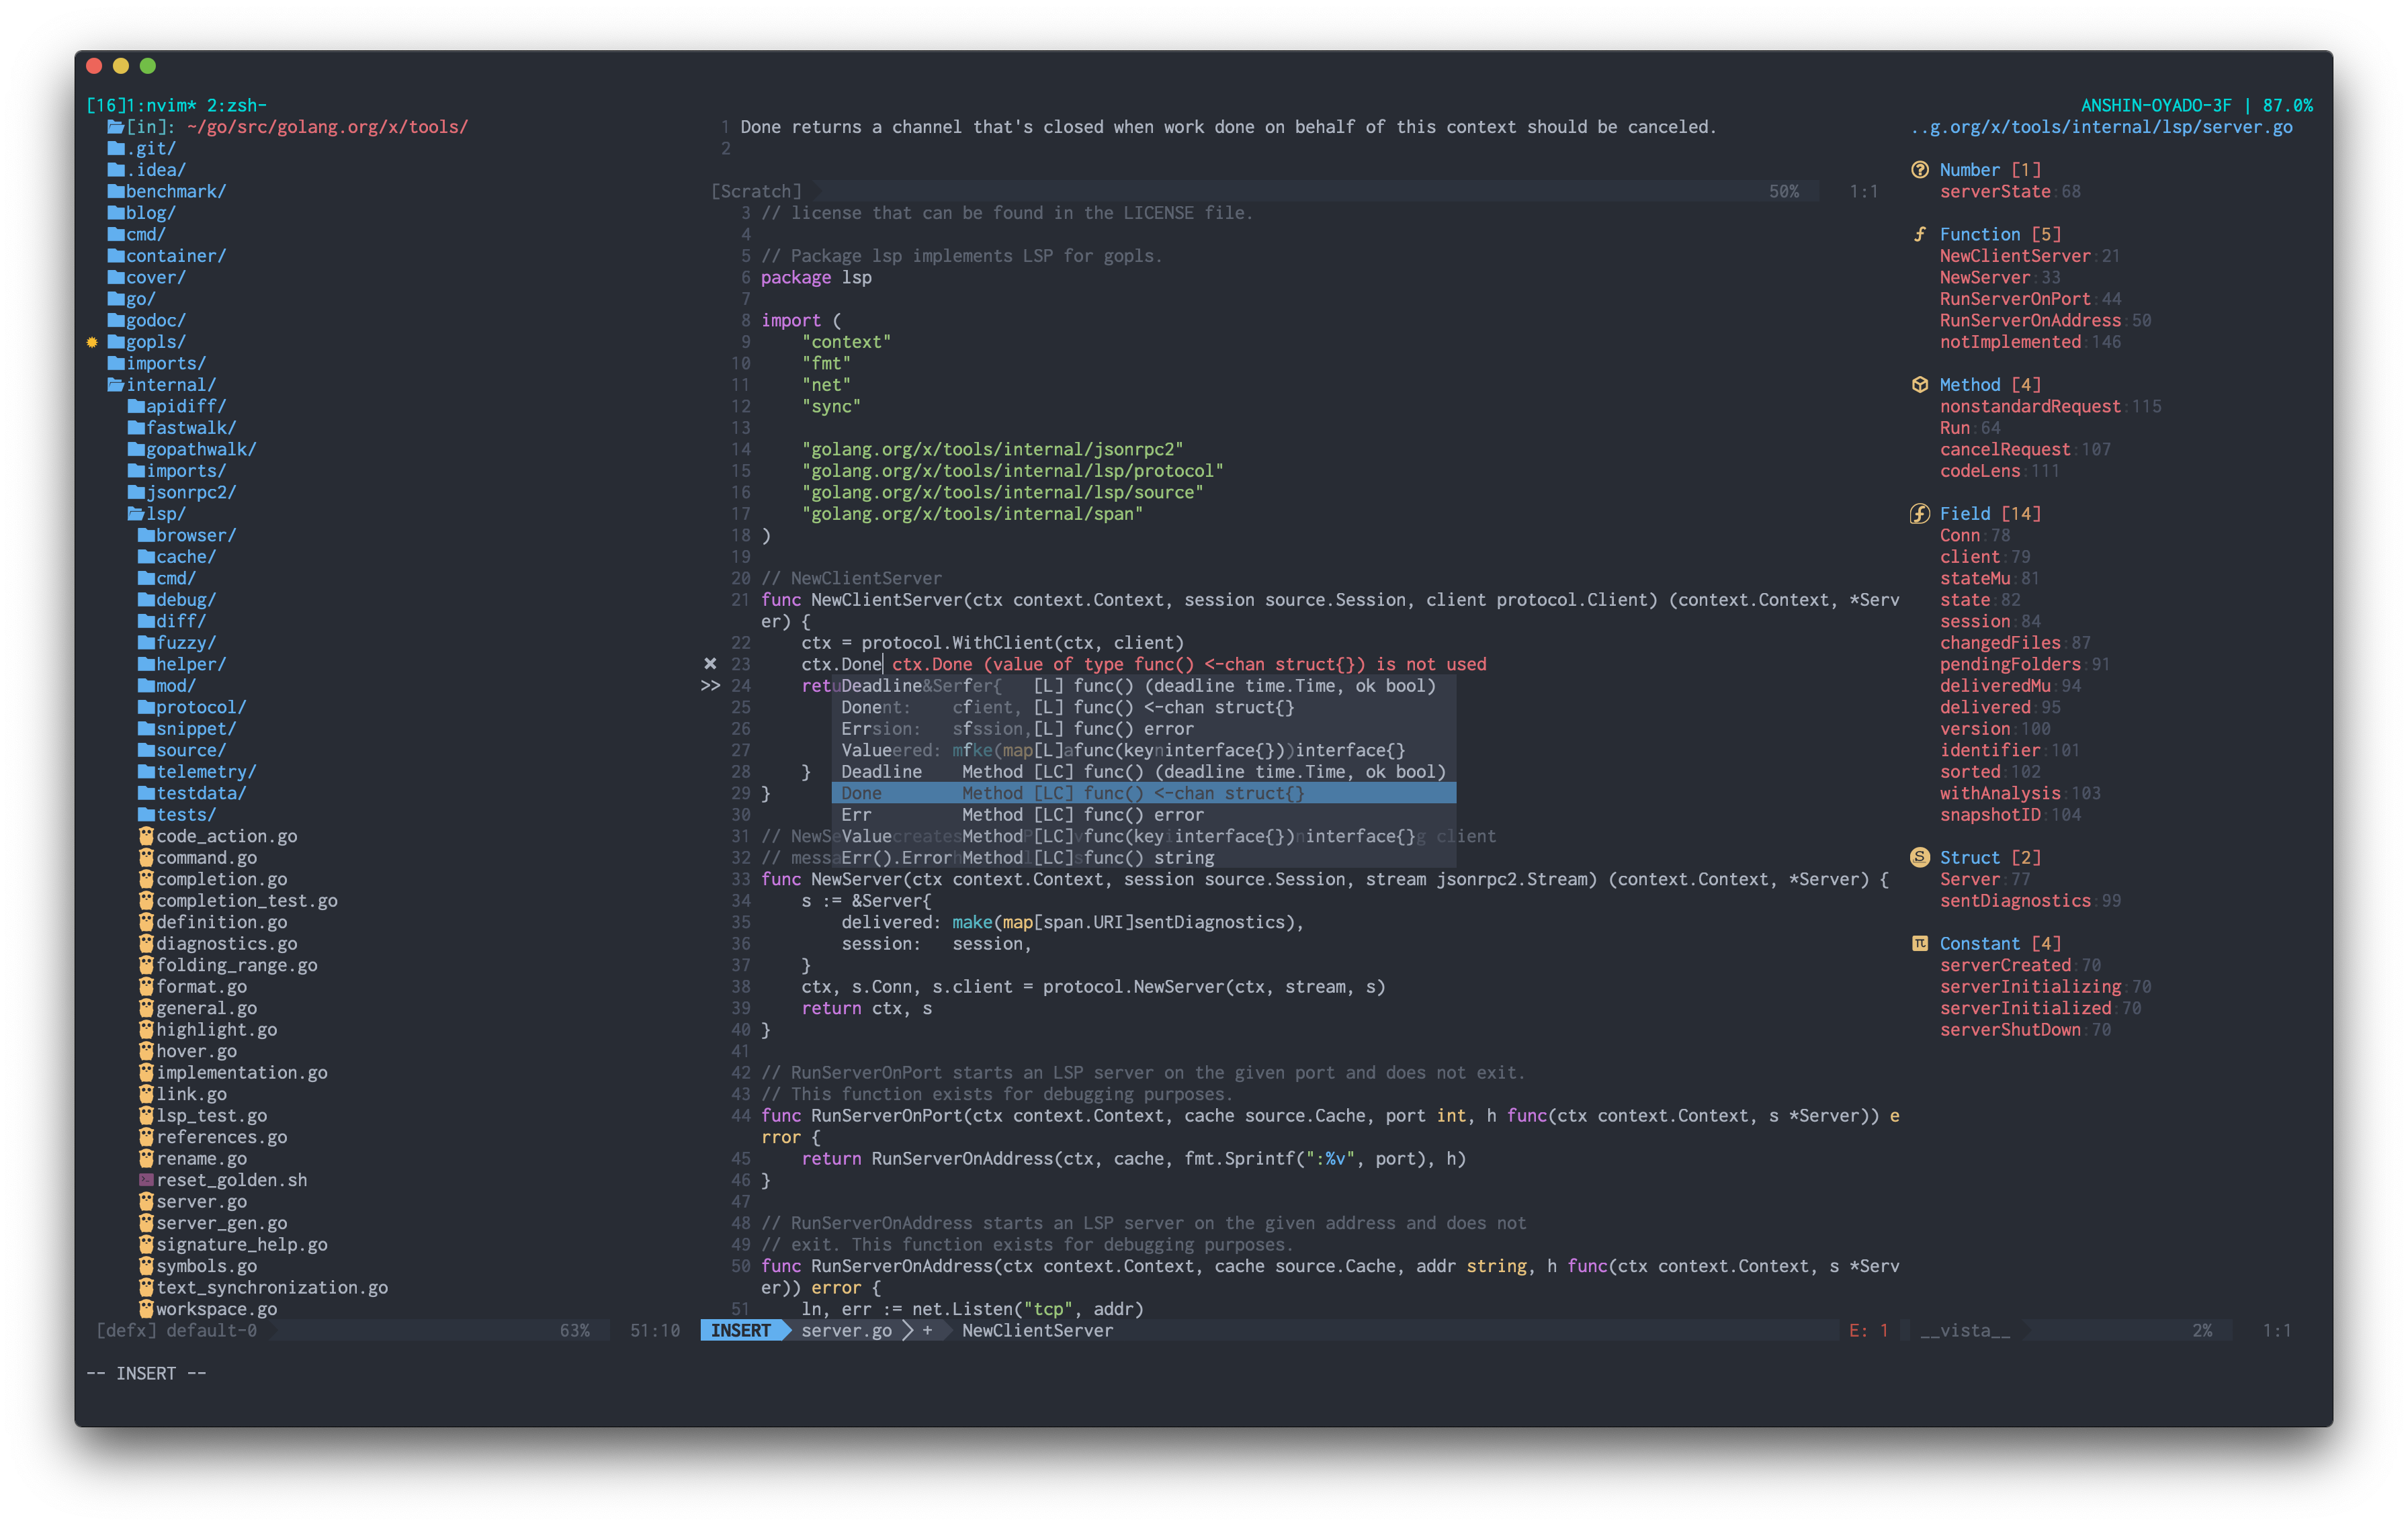 [16]1:nvim* 2:zsh-
ANSHIN-OYADO-3F | 87.0%
[in]: ~/go/src/golang.org/x/tools/
.git/
.idea/
benchmark/
blog/
cmd/
container/
cover/
go/
godoc/
gopls/
imports/
internal/
apidiff/
fastwalk/
gopathwalk/
imports/
jsonrpc2/
lsp/
browser/
cache/
cmd/
debug/
diff/
fuzzy/
helper/
mod/
protocol/
snippet/
source/
telemetry/
testdata/
tests/
code_action.go
command.go
completion.go
completion_test.go
definition.go
diagnostics.go
folding_range.go
format.go
general.go
highlight.go
hover.go
implementation.go
link.go
lsp_test.go
references.go
rename.go
reset_golden.sh
server.go
server_gen.go
signature_help.go
symbols.go
text_synchronization.go
workspace.go
[defx] default-0 63% 51:10
1 Done returns a channel that's closed when work done on behalf of this context should be canceled.
2
[Scratch] 50% 1:1
3 // license that can be found in the LICENSE file.
4
5 // Package lsp implements LSP for gopls.
6 package lsp
7
8 import (
9 "context"
10 "fmt"
11 "net"
12 "sync"
13
14 "golang.org/x/tools/internal/jsonrpc2"
15 "golang.org/x/tools/internal/lsp/protocol"
16 "golang.org/x/tools/internal/lsp/source"
17 "golang.org/x/tools/internal/span"
18 )
19
20 // NewClientServer
21 func NewClientServer(ctx context.Context, session source.Session, client protocol.Client) (context.Context, *Serv
er) {
22 ctx = protocol.WithClient(ctx, client)
✖ 23 ctx.Done ctx.Done (value of type func() <-chan struct{}) is not used
>> 24 retu Deadline [L] func() (deadline time.Time, ok bool)
25 Done [L] func() <-chan struct{}
26 Err [L] func() error
27 Value [L] func(key interface{}) interface{}
28 } Deadline Method [LC] func() (deadline time.Time, ok bool)
29 } Done Method [LC] func() <-chan struct{}
30 Err Method [LC] func() error
31 // NewSe Value Method [LC] func(key interface{}) interface{} g client
32 // messa Err().Error Method [LC] func() string
33 func NewServer(ctx context.Context, session source.Session, stream jsonrpc2.Stream) (context.Context, *Server) {
34 s := &Server{
35 delivered: make(map[span.URI]sentDiagnostics),
36 session: session,
37 }
38 ctx, s.Conn, s.client = protocol.NewServer(ctx, stream, s)
39 return ctx, s
40 }
41
42 // RunServerOnPort starts an LSP server on the given port and does not exit.
43 // This function exists for debugging purposes.
44 func RunServerOnPort(ctx context.Context, cache source.Cache, port int, h func(ctx context.Context, s *Server)) e
rror {
45 return RunServerOnAddress(ctx, cache, fmt.Sprintf(":%v", port), h)
46 }
47
48 // RunServerOnAddress starts an LSP server on the given address and does not
49 // exit. This function exists for debugging purposes.
50 func RunServerOnAddress(ctx context.Context, cache source.Cache, addr string, h func(ctx context.Context, s *Serv
er)) error {
51 ln, err := net.Listen("tcp", addr)
INSERT server.go + NewClientServer E: 1
..g.org/x/tools/internal/lsp/server.go
Number [1]
serverState:68
Function [5]
NewClientServer:21
NewServer:33
RunServerOnPort:44
RunServerOnAddress:50
notImplemented:146
Method [4]
nonstandardRequest:115
Run:64
cancelRequest:107
codeLens:111
Field [14]
Conn:78
client:79
stateMu:81
state:82
session:84
changedFiles:87
pendingFolders:91
deliveredMu:94
delivered:95
version:100
identifier:101
sorted:102
withAnalysis:103
snapshotID:104
Struct [2]
Server:77
sentDiagnostics:99
Constant [4]
serverCreated:70
serverInitializing:70
serverInitialized:70
serverShutDown:70
__vista__ 2% 1:1
-- INSERT --